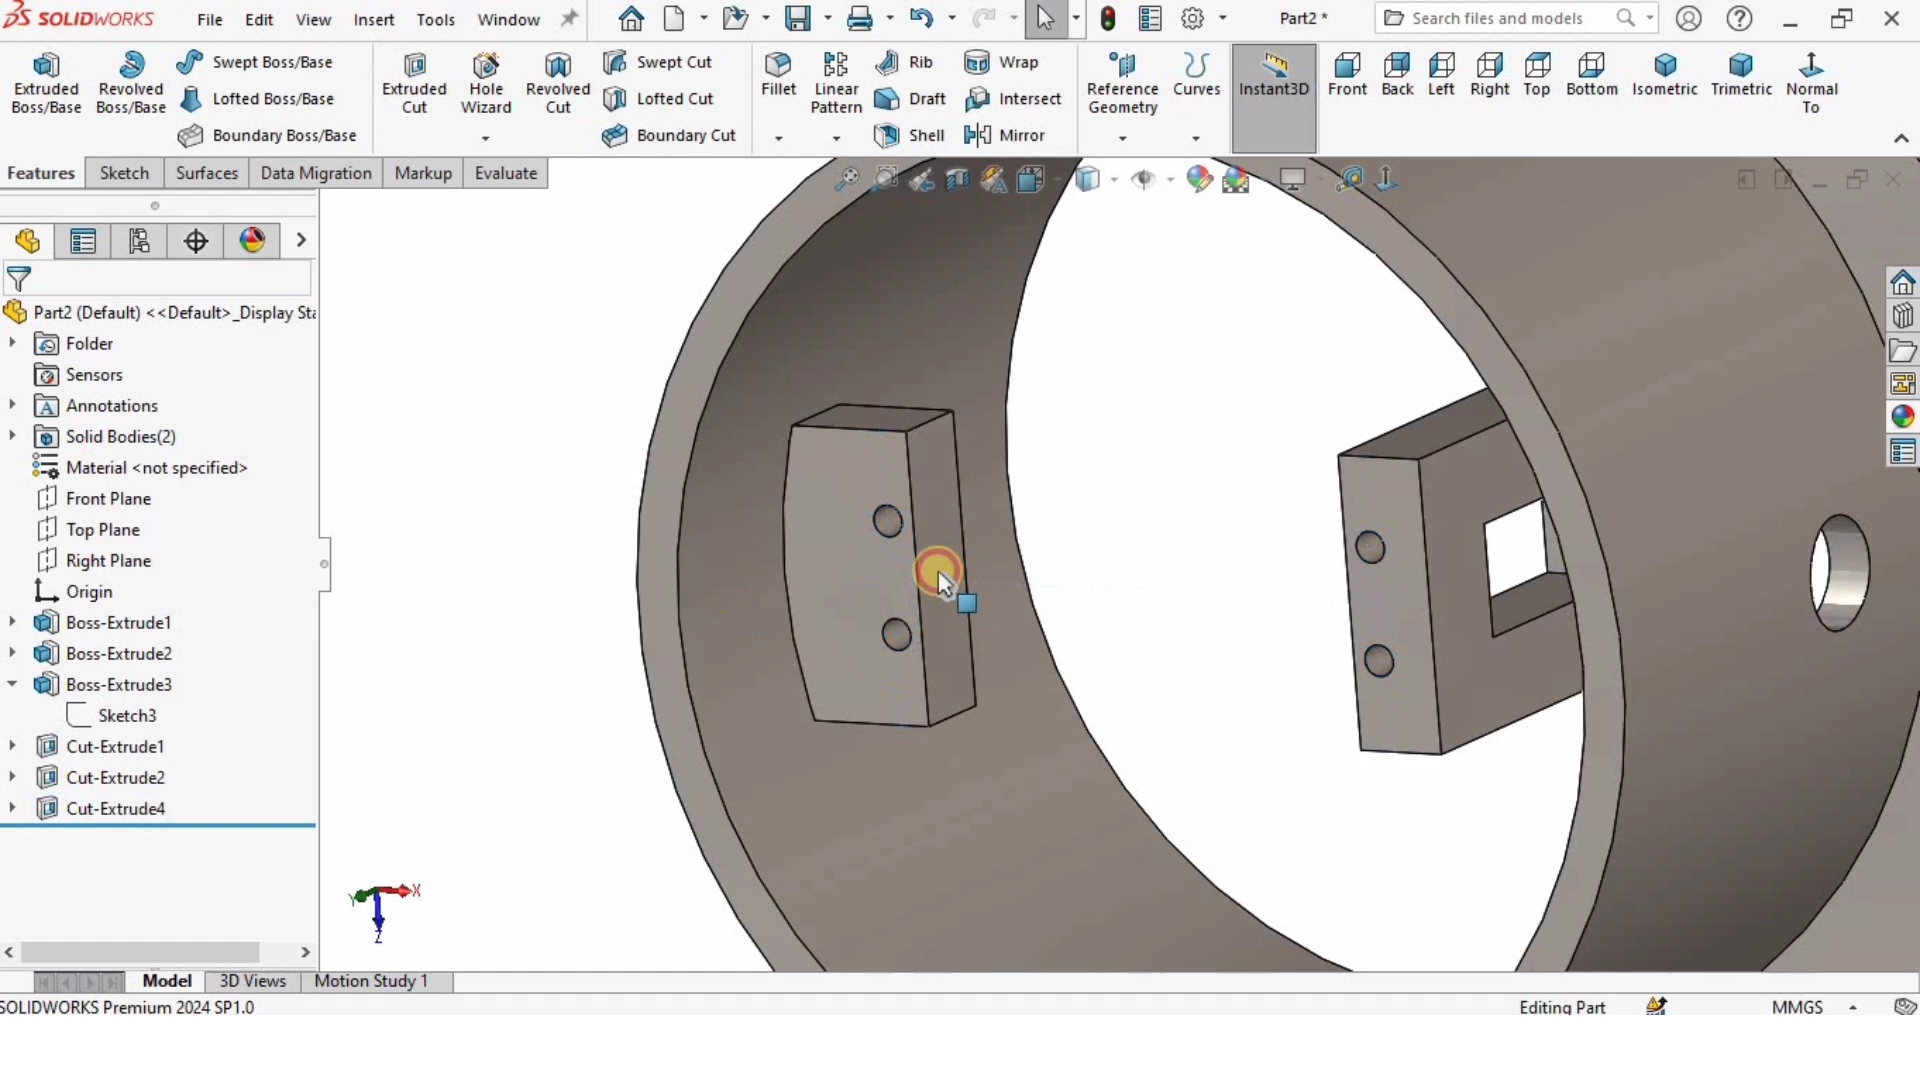 SOLIDWORKS File Edit View Insert Tools Window Part2 * Search files and models
Extruded Boss/Base
Revolved Boss/Base
Swept Boss/Base
Lofted Boss/Base
Boundary Boss/Base
Extruded Cut
Hole Wizard
Revolved Cut
Swept Cut
Lofted Cut
Boundary Cut
Fillet
Linear Pattern
Rib
Draft
Shell
Wrap
Intersect
Mirror
Reference Geometry
Curves
Instant3D
Front
Back
Left
Right
Top
Bottom
Isometric
Trimetric
Normal To
Features Sketch Surfaces Data Migration Markup Evaluate
Part2 (Default) <<Default>_Display Sta
Folder
Sensors
Annotations
Solid Bodies(2)
Material <not specified>
Front Plane
Top Plane
Right Plane
Origin
Boss-Extrude1
Boss-Extrude2
Boss-Extrude3
Sketch3
Cut-Extrude1
Cut-Extrude2
Cut-Extrude4
X
Y
Z
Model 3D Views Motion Study 1
SOLIDWORKS Premium 2024 SP1.0 Editing Part MMGS